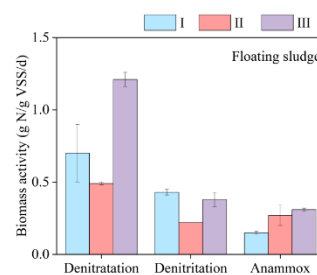 I II III
Floating sludge
Biomass activity (g N/g VSS/d)
1.5
1.0
0.5
0.0
Denitratation Denitritation Anammox